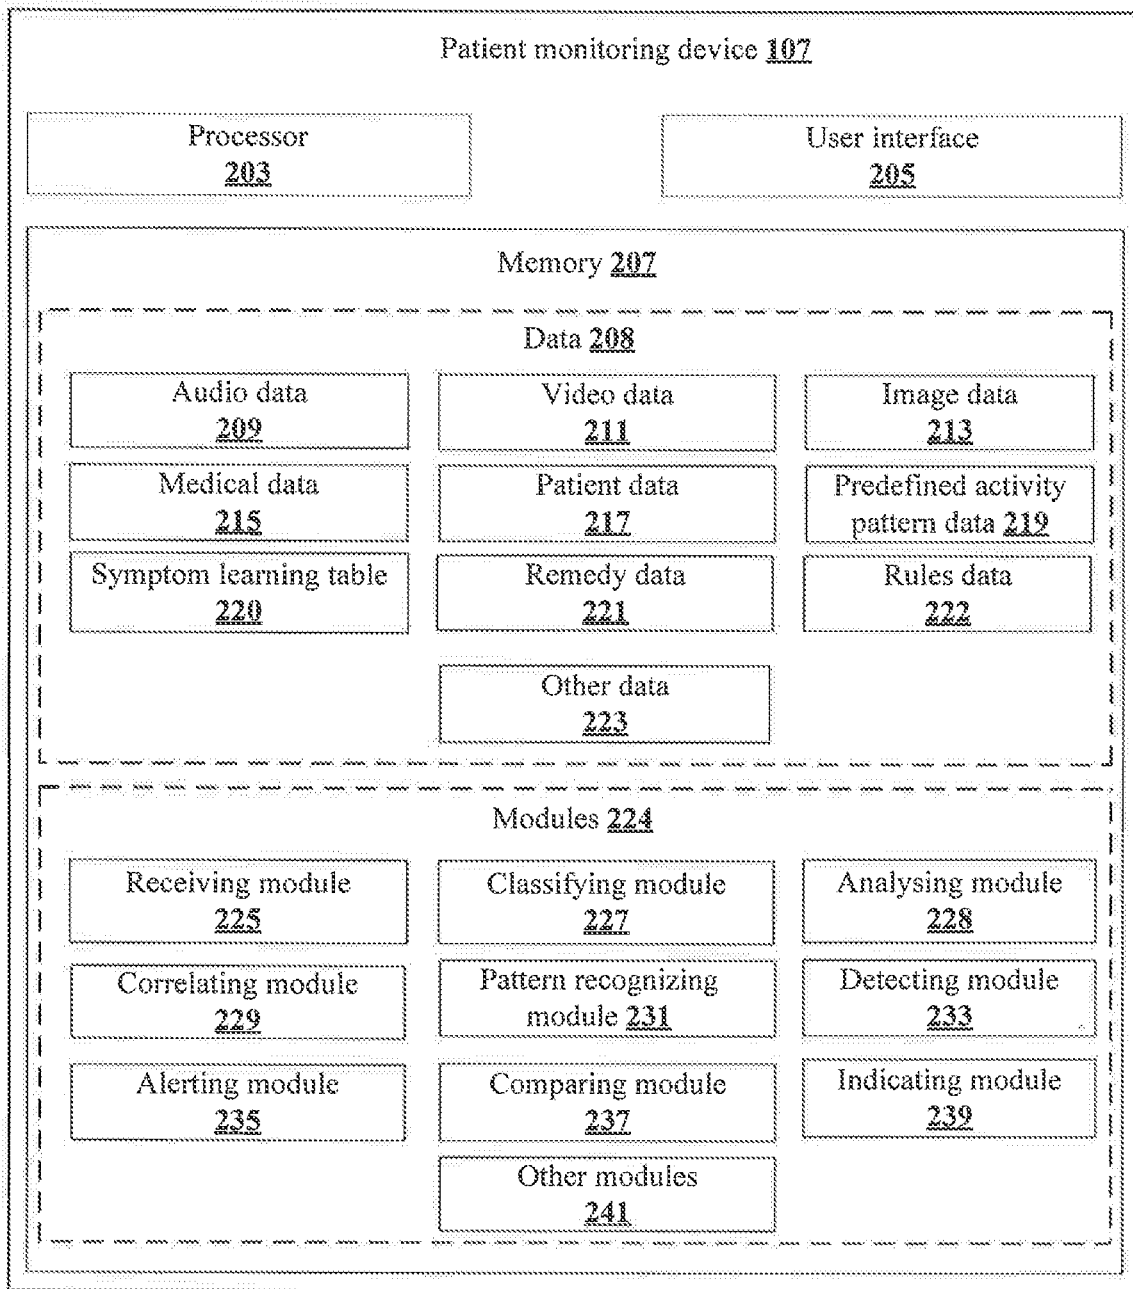 Patient monitoring device 107
Processor
203
User interface
205
Memory 207
Data 208
Audio data
209
Video data
211
Image data
213
Medical data
215
Patient data
217
Predefined activity
pattern data 219
Symptom learning table
220
Remedy data
221
Rules data
222
Other data
223
Modules 224
Receiving module
225
Classifying module
227
Analysing module
228
Correlating module
229
Pattern recognizing
module 231
Detecting module
233
Alerting module
235
Comparing module
237
Indicating module
239
Other modules
241